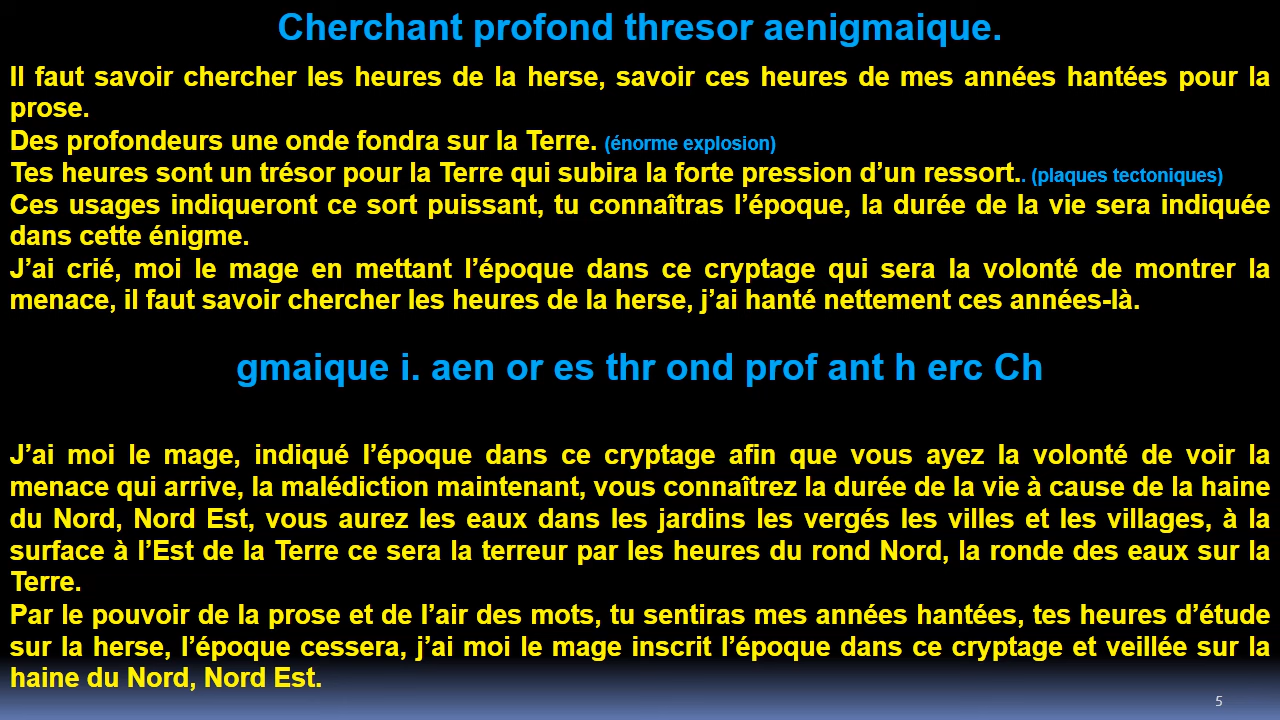 Cherchant profond thresor aenigmaique.
Il faut savoir chercher les heures de la herse, savoir ces heures de mes années hantées pour la
prose.
Des profondeurs une onde fondra sur la Terre. (énorme explosion)
Tes heures sont un trésor pour la Terre qui subira la forte pression d’un ressort.. (plaques tectoniques)
Ces usages indiqueront ce sort puissant, tu connaîtras l’époque, la durée de la vie sera indiquée
dans cette énigme.
J’ai crié, moi le mage en mettant l’époque dans ce cryptage qui sera la volonté de montrer la
menace, il faut savoir chercher les heures de la herse, j’ai hanté nettement ces années-là.
gmaique i. aen or es thr ond prof ant h erc Ch
J’ai moi le mage, indiqué l’époque dans ce cryptage afin que vous ayez la volonté de voir la
menace qui arrive, la malédiction maintenant, vous connaîtrez la durée de la vie à cause de la haine
du Nord, Nord Est, vous aurez les eaux dans les jardins les vergés les villes et les villages, à la
surface à l’Est de la Terre ce sera la terreur par les heures du rond Nord, la ronde des eaux sur la
Terre.
Par le pouvoir de la prose et de l’air des mots, tu sentiras mes années hantées, tes heures d’étude
sur la herse, l’époque cessera, j’ai moi le mage inscrit l’époque dans ce cryptage et veillée sur la
haine du Nord, Nord Est.
5